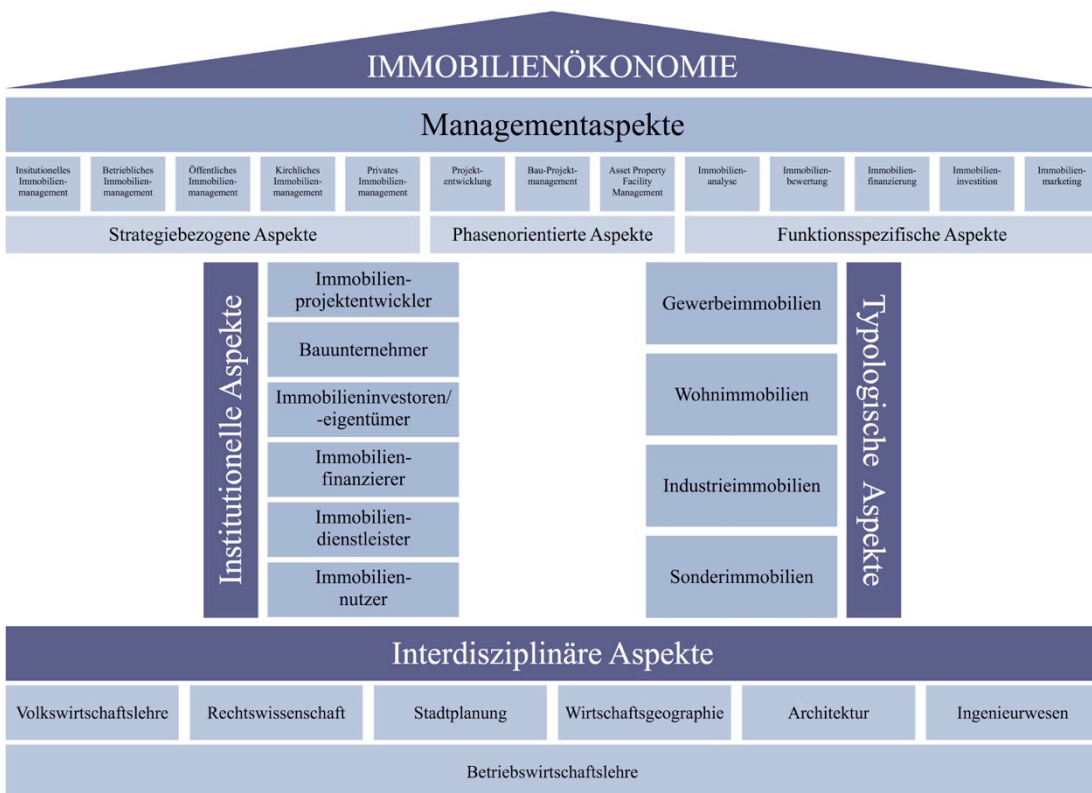 IMMOBILIENÖKONOMIE
Managementaspekte
Insitutionelles
Immobilien-
management
Betriebliches
Immobilien-
management
Öffentliches
Immobilien-
management
Kirchliches
Immobilien-
management
Privates
Immobilien-
management
Projekt-
entwicklung
Bau-Projekt-
management
Asset Property
Facility
Management
Immobilien-
analyse
Immobilien-
bewertung
Immobilien-
finanzierung
Immobilien-
invistition
Immobilien-
marketing
Strategiebezogene Aspekte
Phasenorientierte Aspekte
Funktionsspezifische Aspekte
Institutionelle Aspekte
Immobilien-
projektentwickler
Bauunternehmer
Immobilieninvestoren/
-eigentümer
Immobilien-
finanzierer
Immobilien-
dienstleister
Immobilien-
nutzer
Gewerbeimmobilien
Wohnimmobilien
Industrieimmobilien
Sonderimmobilien
Typologische Aspekte
Interdisziplinäre Aspekte
Volkswirtschaftslehre
Rechtswissenschaft
Stadtplanung
Wirtschaftsgeographie
Architektur
Ingenieurwesen
Betriebswirtschaftslehre